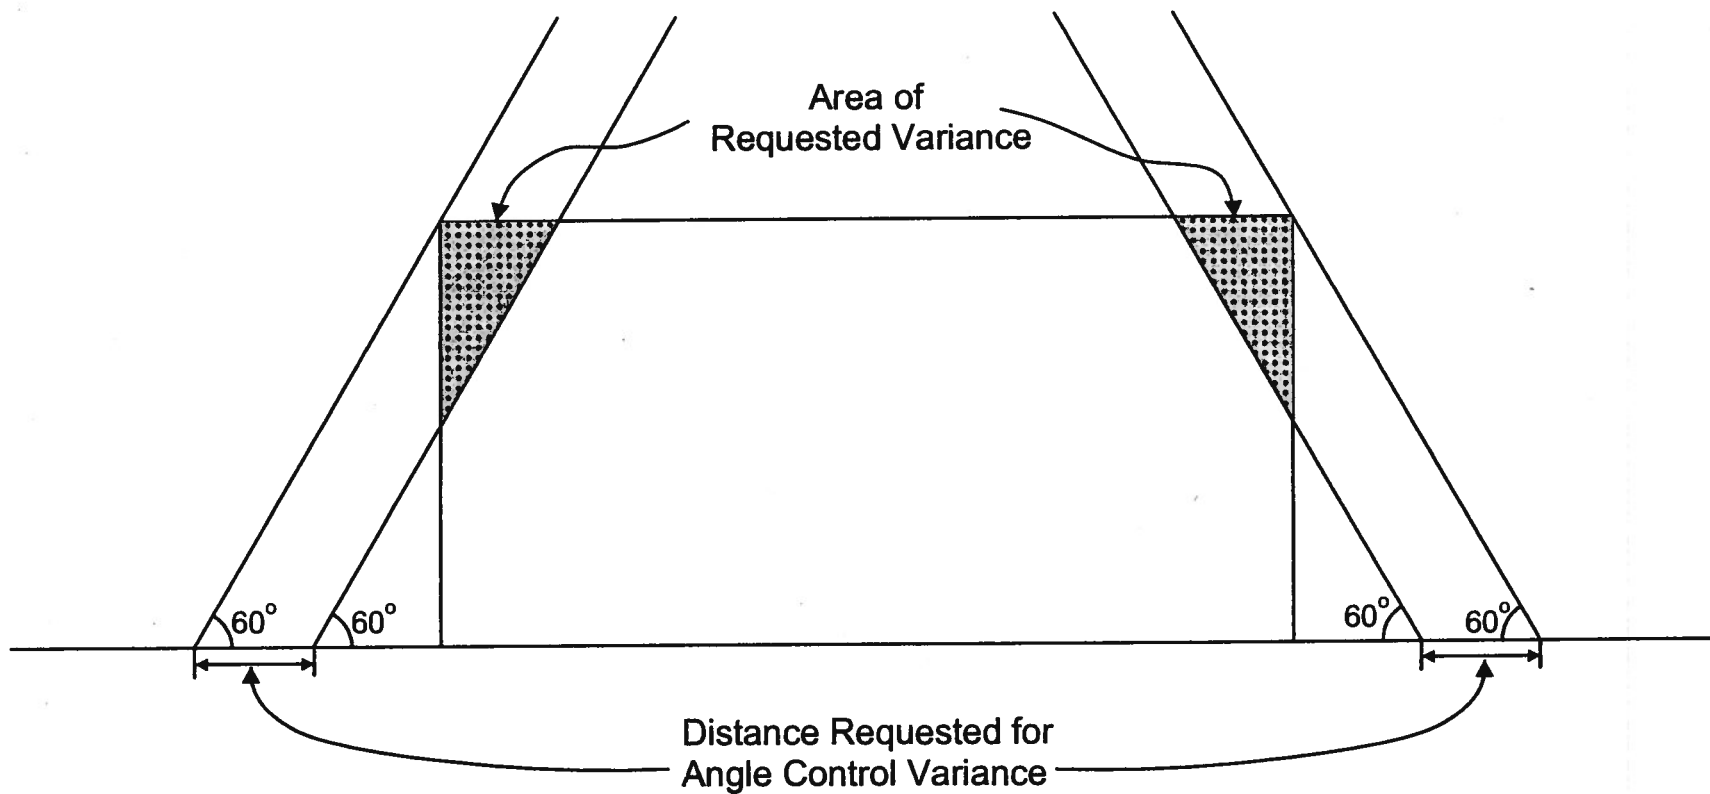 Area of
Requested Variance
60°
60°
60°
60°
Distance Requested for
Angle Control Variance